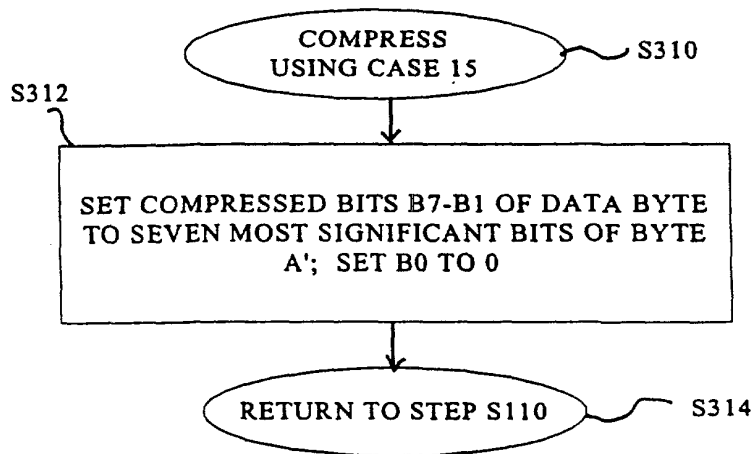 COMPRESS
USING CASE 15
S310
S312
SET COMPRESSED BITS B7-B1 OF DATA BYTE
TO SEVEN MOST SIGNIFICANT BITS OF BYTE
A'; SET B0 TO 0
RETURN TO STEP S110
S314